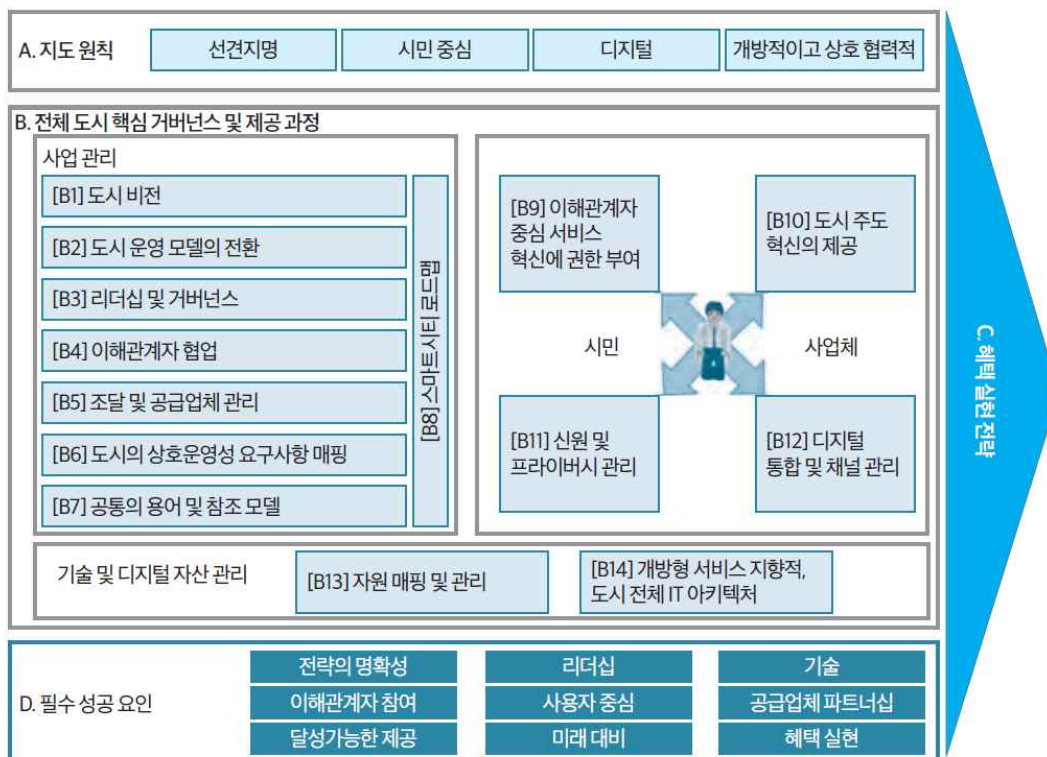 A. 지도 원칙
선견지명
시민 중심
디지털
개방적이고 상호 협력적
B. 전체 도시 핵심 거버넌스 및 제공 과정
사업 관리
[B1] 도시 비전
[B2] 도시 운영 모델의 전환
[B3] 리더십 및 거버넌스
[B4] 이해관계자 협업
[B5] 조달 및 공급업체 관리
[B6] 도시의 상호운영성 요구사항 매핑
[B7] 공통의 용어 및 참조 모델
[B8] 스마트시티 로드맵
[B9] 이해관계자
중심 서비스
혁신에 권한 부여
[B10] 도시 주도
혁신의 제공
시민
사업체
[B11] 신원 및
프라이버시 관리
[B12] 디지털
통합 및 채널 관리
기술 및 디지털 자산 관리
[B13] 자원 매핑 및 관리
[B14] 개방형 서비스 지향적,
도시 전체 IT 아키텍처
C. 혜택 실현 전략
D. 필수 성공 요인
전략의 명확성
리더십
기술
이해관계자 참여
사용자 중심
공급업체 파트너십
달성가능한 제공
미래 대비
혜택 실현